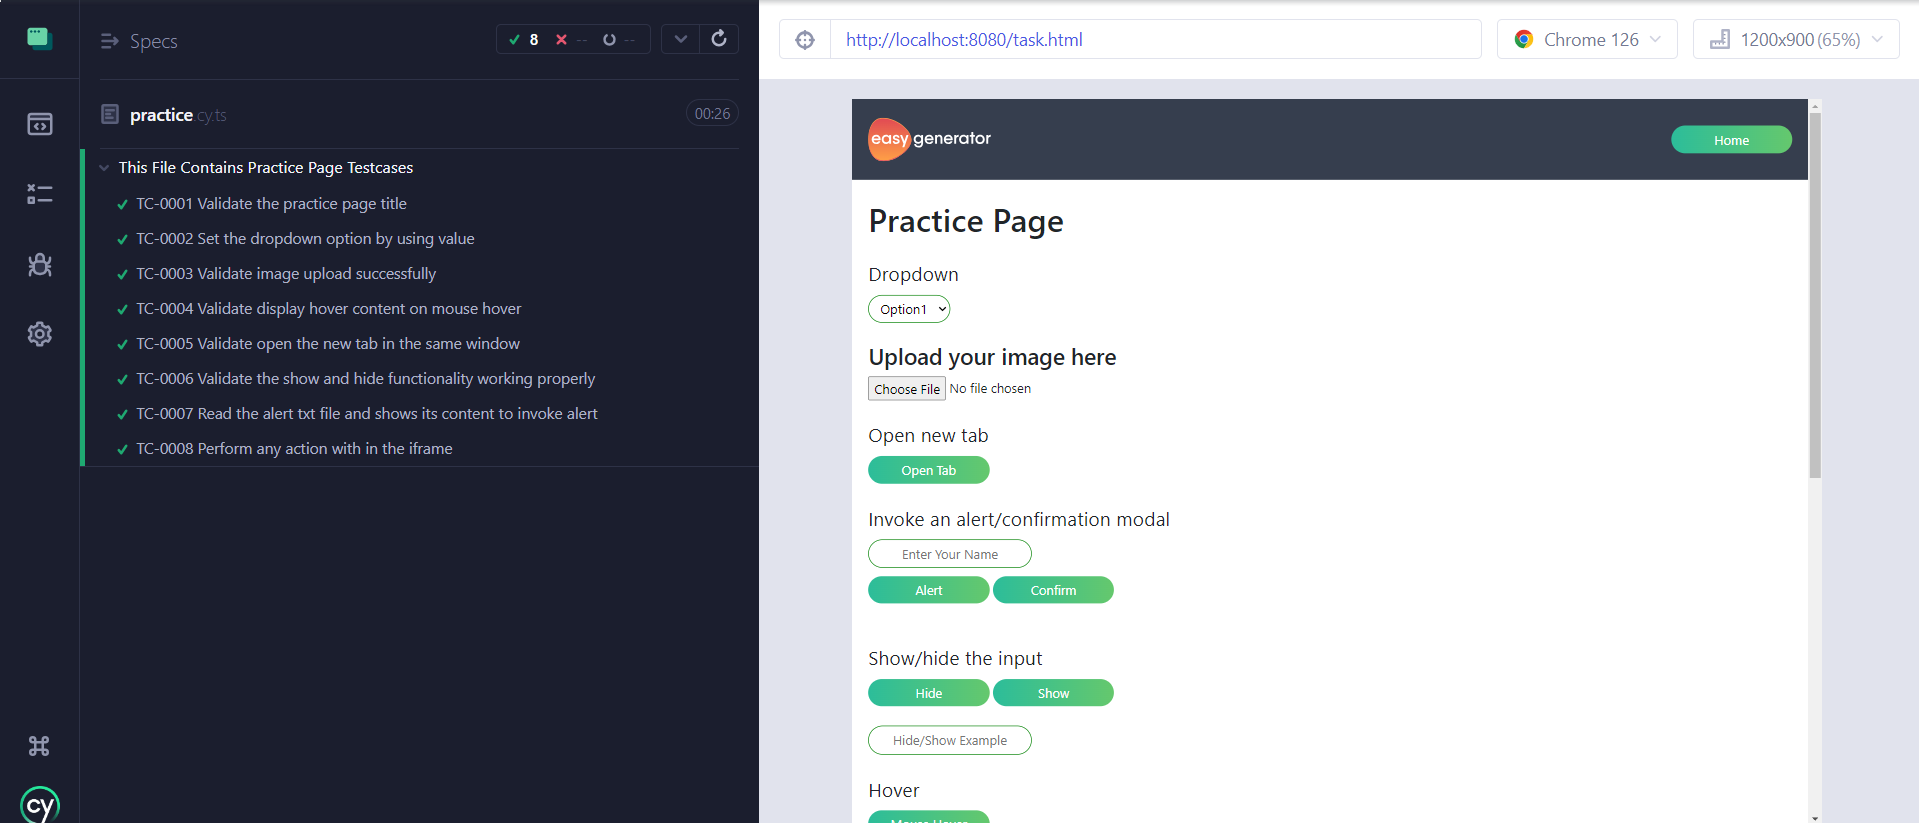 Specs
8 -- --
practice.cy.ts
00:26
This File Contains Practice Page Testcases
TC-0001 Validate the practice page title
TC-0002 Set the dropdown option by using value
TC-0003 Validate image upload successfully
TC-0004 Validate display hover content on mouse hover
TC-0005 Validate open the new tab in the same window
TC-0006 Validate the show and hide functionality working properly
TC-0007 Read the alert txt file and shows its content to invoke alert
TC-0008 Perform any action with in the iframe
cy
http://localhost:8080/task.html
Chrome 126
1200x900 (65%)
easygenerator
Home
Practice Page
Dropdown
Option1
Upload your image here
Choose File No file chosen
Open new tab
Open Tab
Invoke an alert/confirmation modal
Enter Your Name
Alert Confirm
Show/hide the input
Hide Show
Hide/Show Example
Hover
Mouse Hover